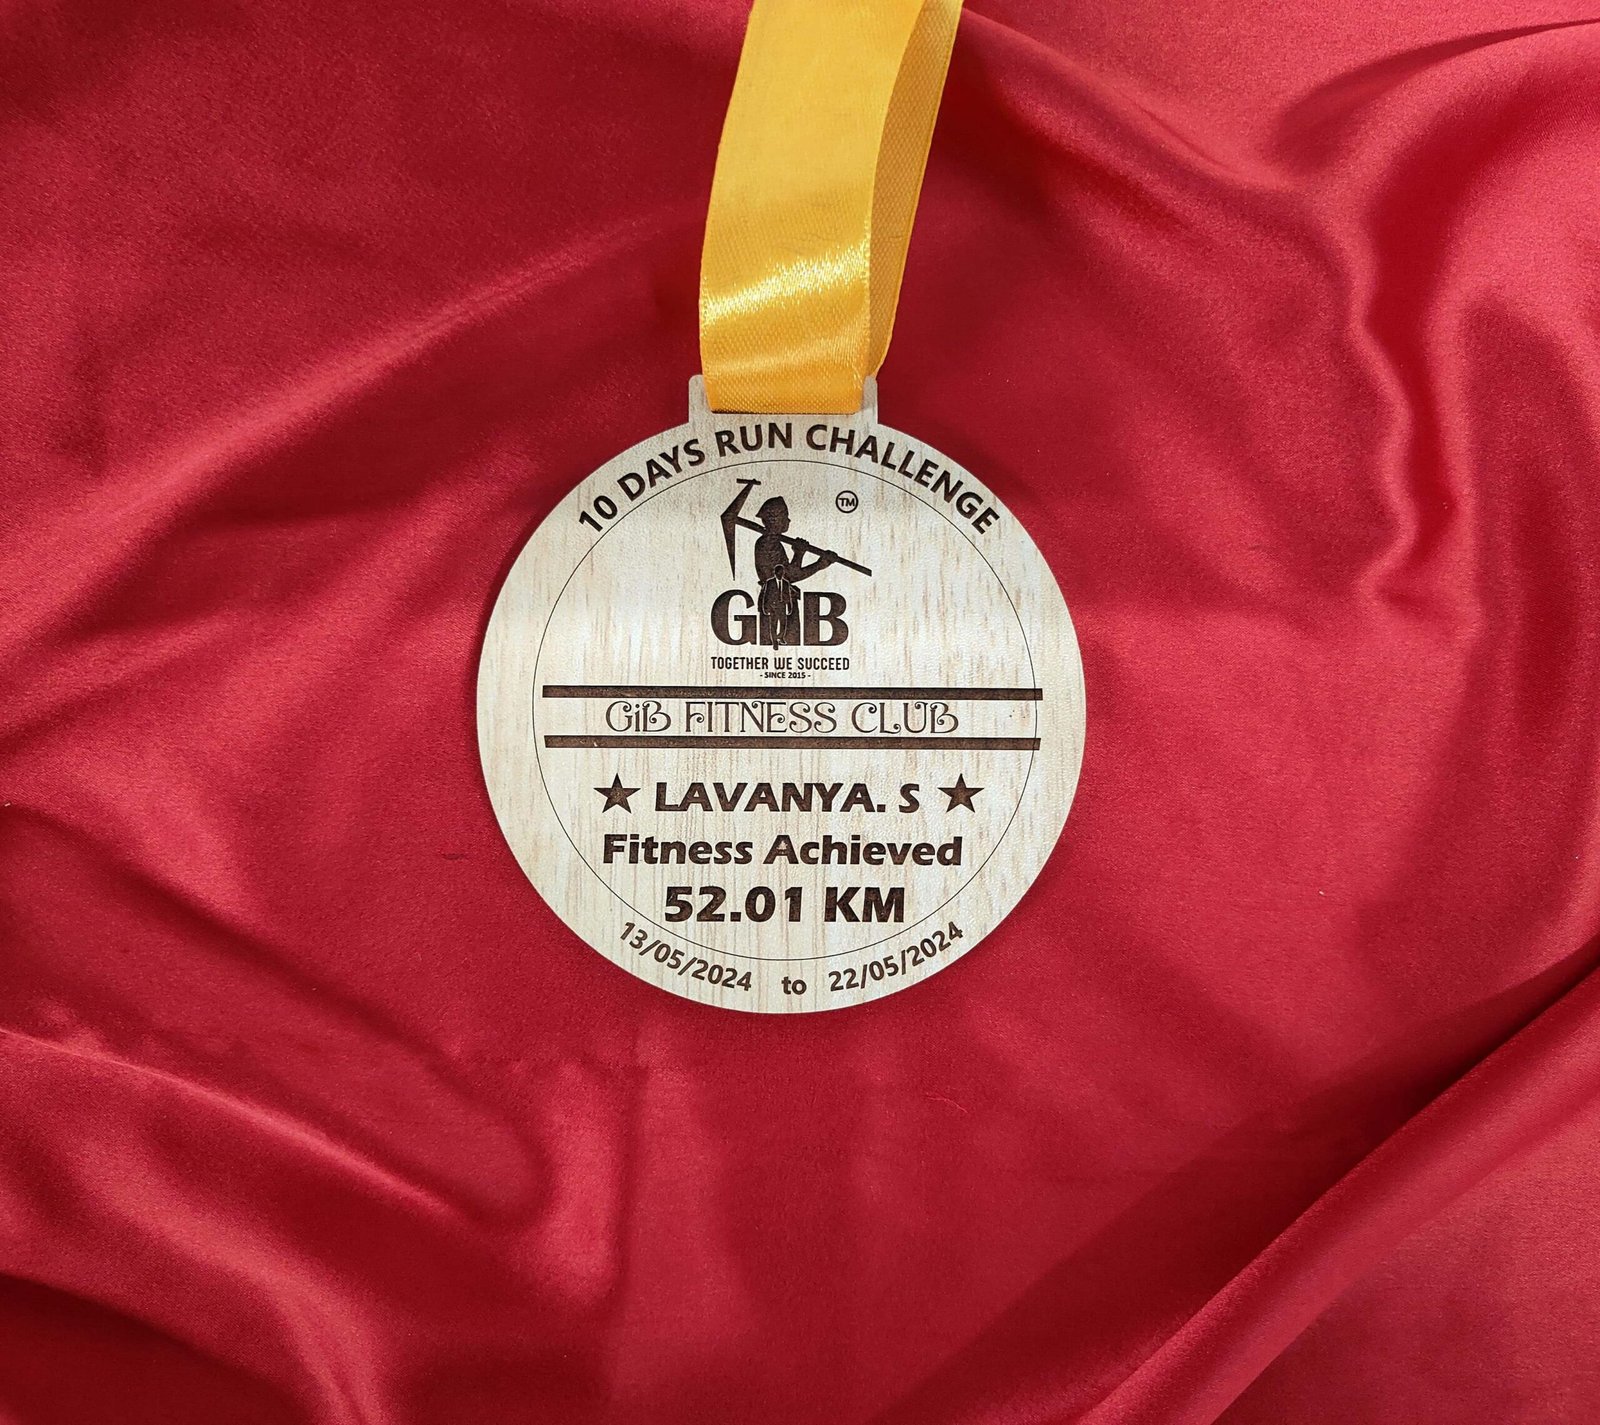 10 DAYS RUN CHALLENGE
TM
GiB
TOGETHER WE SUCCEED
- SINCE 2015 -
GiB FITNESS CLUB
★ LAVANYA. S ★
Fitness Achieved
52.01 KM
13/05/2024 to 22/05/2024